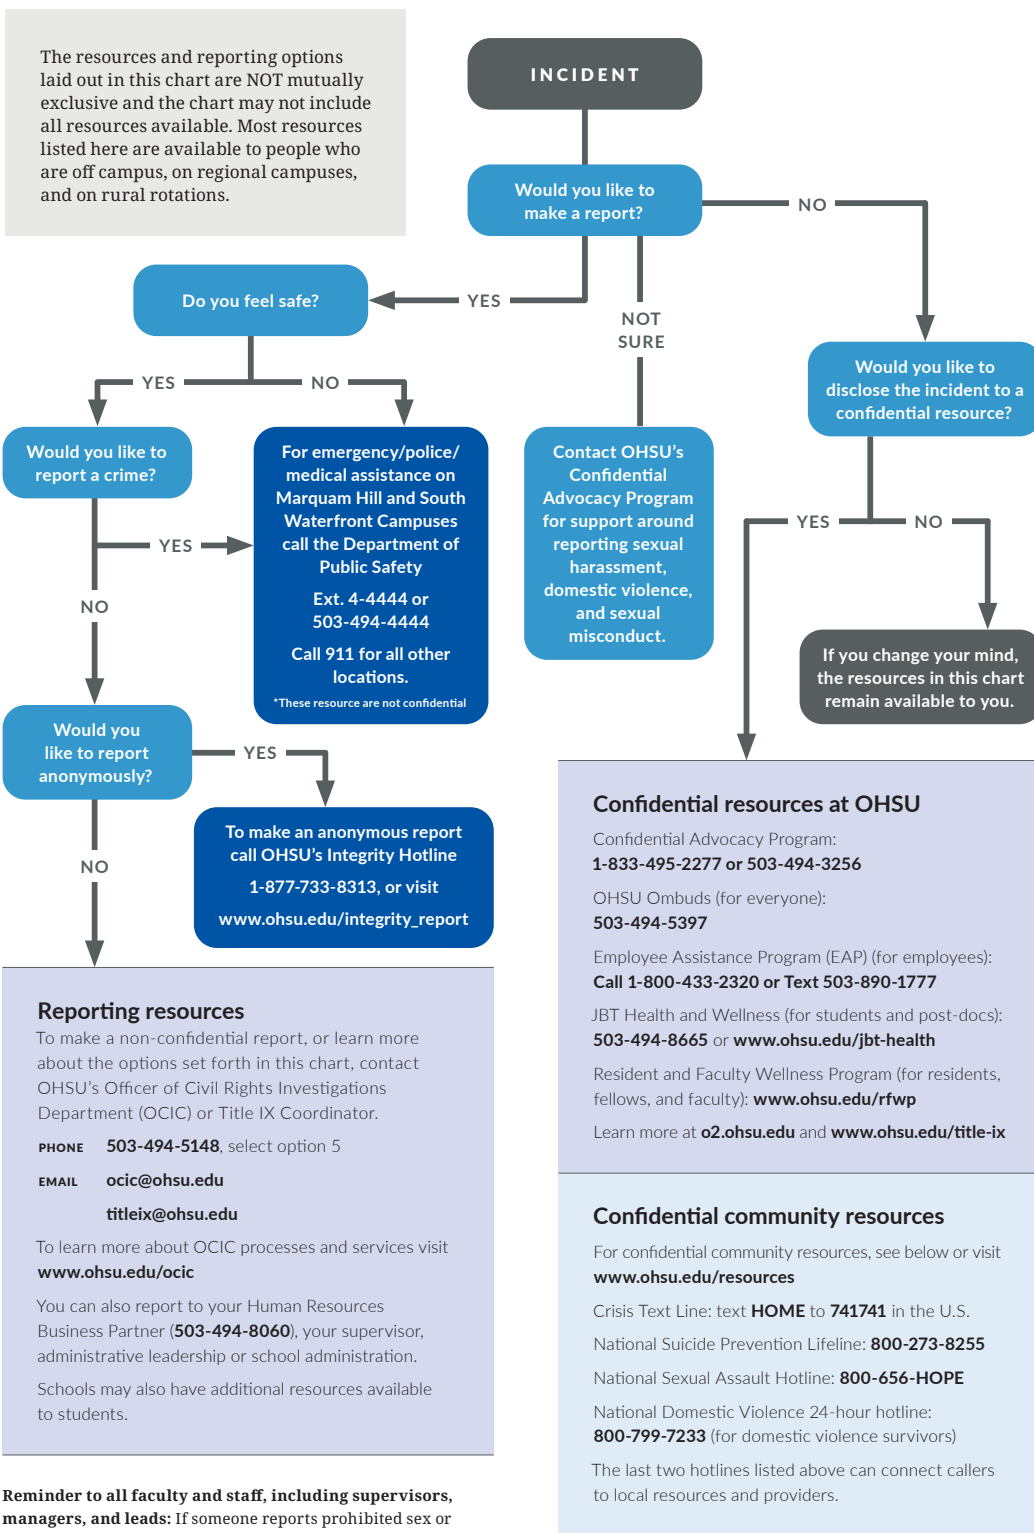 The resources and reporting options
laid out in this chart are NOT mutually
exclusive and the chart may not include
all resources available. Most resources
listed here are available to people who
are off campus, on regional campuses,
and on rural rotations.
INCIDENT
Would you like to
make a report?
NO
YES
NOT
SURE
Do you feel safe?
YES
NO
Would you like to
disclose the incident to a
confidential resource?
Would you like to
report a crime?
YES
NO
For emergency/police/
medical assistance on
Marquam Hill and South
Waterfront Campuses
call the Department of
Public Safety
Ext. 4-4444 or
503-494-4444
Call 911 for all other
locations.
*These resource are not confidential
Contact OHSU's
Confidential
Advocacy Program
for support around
reporting sexual
harassment,
domestic violence,
and sexual
misconduct.
YES
NO
If you change your mind,
the resources in this chart
remain available to you.
Would you
like to report
anonymously?
YES
NO
To make an anonymous report
call OHSU's Integrity Hotline
1-877-733-8313, or visit
www.ohsu.edu/integrity_report
Reporting resources
To make a non-confidential report, or learn more
about the options set forth in this chart, contact
OHSU's Officer of Civil Rights Investigations
Department (OCIC) or Title IX Coordinator.
PHONE 503-494-5148, select option 5
EMAIL ocic@ohsu.edu
titleix@ohsu.edu
To learn more about OCIC processes and services visit
www.ohsu.edu/ocic
You can also report to your Human Resources
Business Partner (503-494-8060), your supervisor,
administrative leadership or school administration.
Schools may also have additional resources available
to students.
Reminder to all faculty and staff, including supervisors,
managers, and leads: If someone reports prohibited sex or
Confidential resources at OHSU
Confidential Advocacy Program:
1-833-495-2277 or 503-494-3256
OHSU Ombuds (for everyone):
503-494-5397
Employee Assistance Program (EAP) (for employees):
Call 1-800-433-2320 or Text 503-890-1777
JBT Health and Wellness (for students and post-docs):
503-494-8665 or www.ohsu.edu/jbt-health
Resident and Faculty Wellness Program (for residents,
fellows, and faculty): www.ohsu.edu/rfwp
Learn more at o2.ohsu.edu and www.ohsu.edu/title-ix
Confidential community resources
For confidential community resources, see below or visit
www.ohsu.edu/resources
Crisis Text Line: text HOME to 741741 in the U.S.
National Suicide Prevention Lifeline: 800-273-8255
National Sexual Assault Hotline: 800-656-HOPE
National Domestic Violence 24-hour hotline:
800-799-7233 (for domestic violence survivors)
The last two hotlines listed above can connect callers
to local resources and providers.